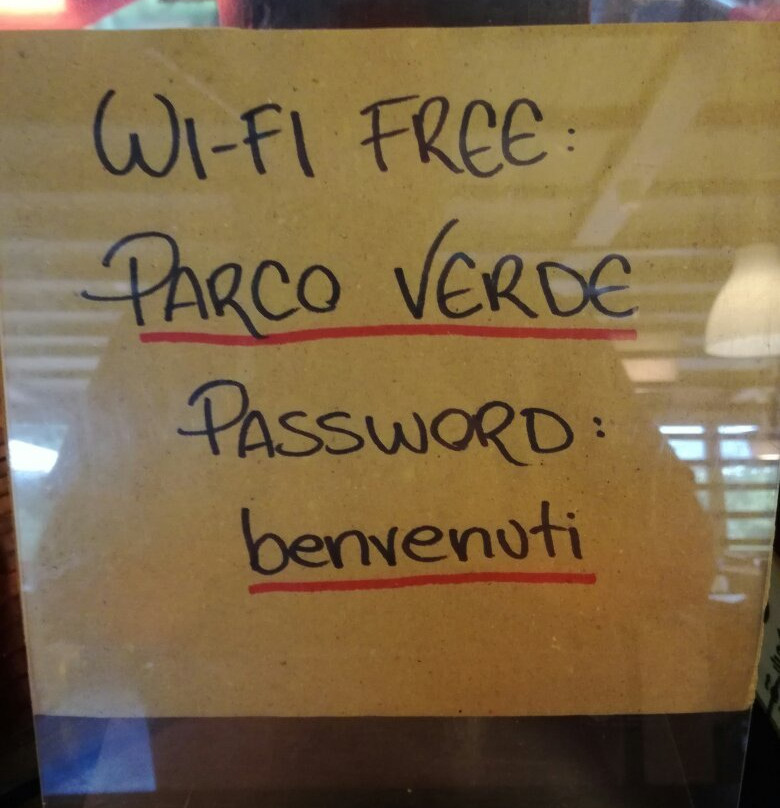 WI-FI FREE:
PARCO VERDE
PASSWORD:
benvenuti